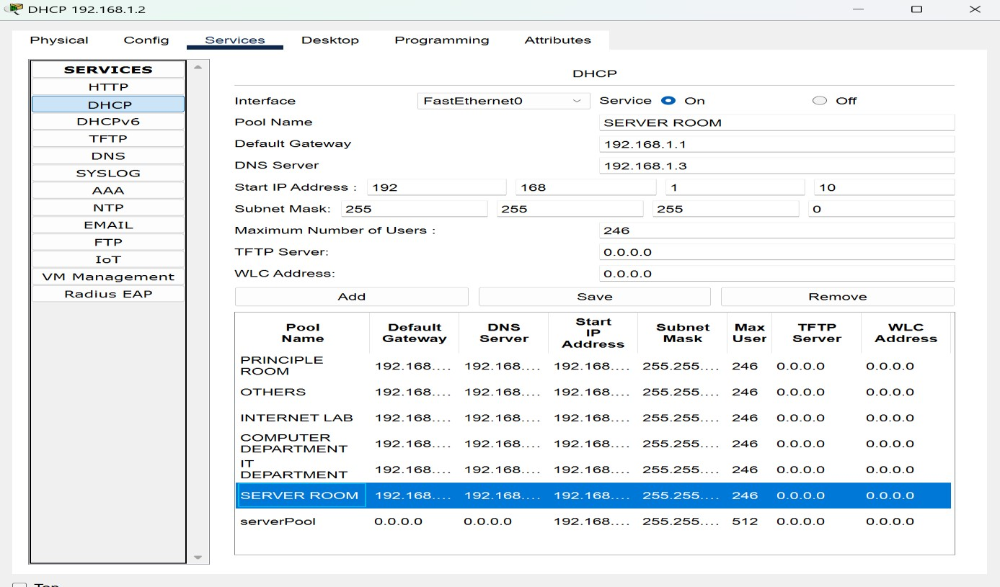 DHCP 192.168.1.2
Physical Config Services Desktop Programming Attributes
SERVICES
HTTP
DHCP
DHCPv6
TFTP
DNS
SYSLOG
AAA
NTP
EMAIL
FTP
IoT
VM Management
Radius EAP
DHCP
Interface FastEthernet0 Service On Off
Pool Name SERVER ROOM
Default Gateway 192.168.1.1
DNS Server 192.168.1.3
Start IP Address : 192 168 1 10
Subnet Mask: 255 255 255 0
Maximum Number of Users : 246
TFTP Server: 0.0.0.0
WLC Address: 0.0.0.0
Add Save Remove
Pool Name Default Gateway DNS Server Start IP Address Subnet Mask Max User TFTP Server WLC Address
PRINCIPLE ROOM 192.168.... 192.168.... 192.168.... 255.255.... 246 0.0.0.0 0.0.0.0
OTHERS 192.168.... 192.168.... 192.168.... 255.255.... 246 0.0.0.0 0.0.0.0
INTERNET LAB 192.168.... 192.168.... 192.168.... 255.255.... 246 0.0.0.0 0.0.0.0
COMPUTER DEPARTMENT 192.168.... 192.168.... 192.168.... 255.255.... 246 0.0.0.0 0.0.0.0
IT DEPARTMENT 192.168.... 192.168.... 192.168.... 255.255.... 246 0.0.0.0 0.0.0.0
SERVER ROOM 192.168.... 192.168.... 192.168.... 255.255.... 246 0.0.0.0 0.0.0.0
serverPool 0.0.0.0 0.0.0.0 192.168.... 255.255.... 512 0.0.0.0 0.0.0.0
Top